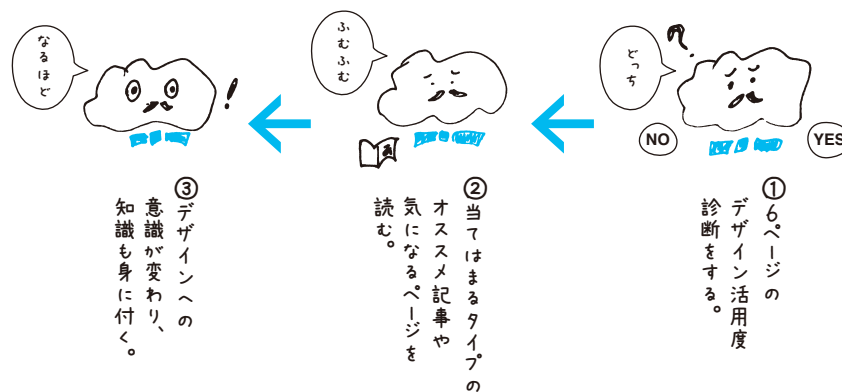 どっち
NO
YES
①6ページの
デザイン活用度
診断をする。
ふむふむ
あ
②当てはまるタイプの
オススメ記事や
気になるページを
読む。
なるほど
!
③デザインへの
意識が変わり、
知識も身に付く。